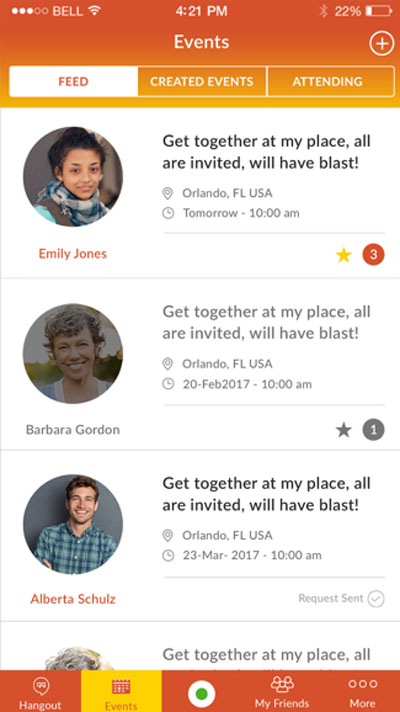 BELL 4:21 PM 22%
Events
FEED CREATED EVENTS ATTENDING
Get together at my place, all
are invited, will have blast!
Orlando, FL USA
Tomorrow - 10:00 am
Emily Jones 3
Get together at my place, all
are invited, will have blast!
Orlando, FL USA
20-Feb2017 - 10:00 am
Barbara Gordon 1
Get together at my place, all
are invited, will have blast!
Orlando, FL USA
23-Mar- 2017 - 10:00 am
Alberta Schulz Request Sent
Get together at my place, all
Hangout Events My Friends More